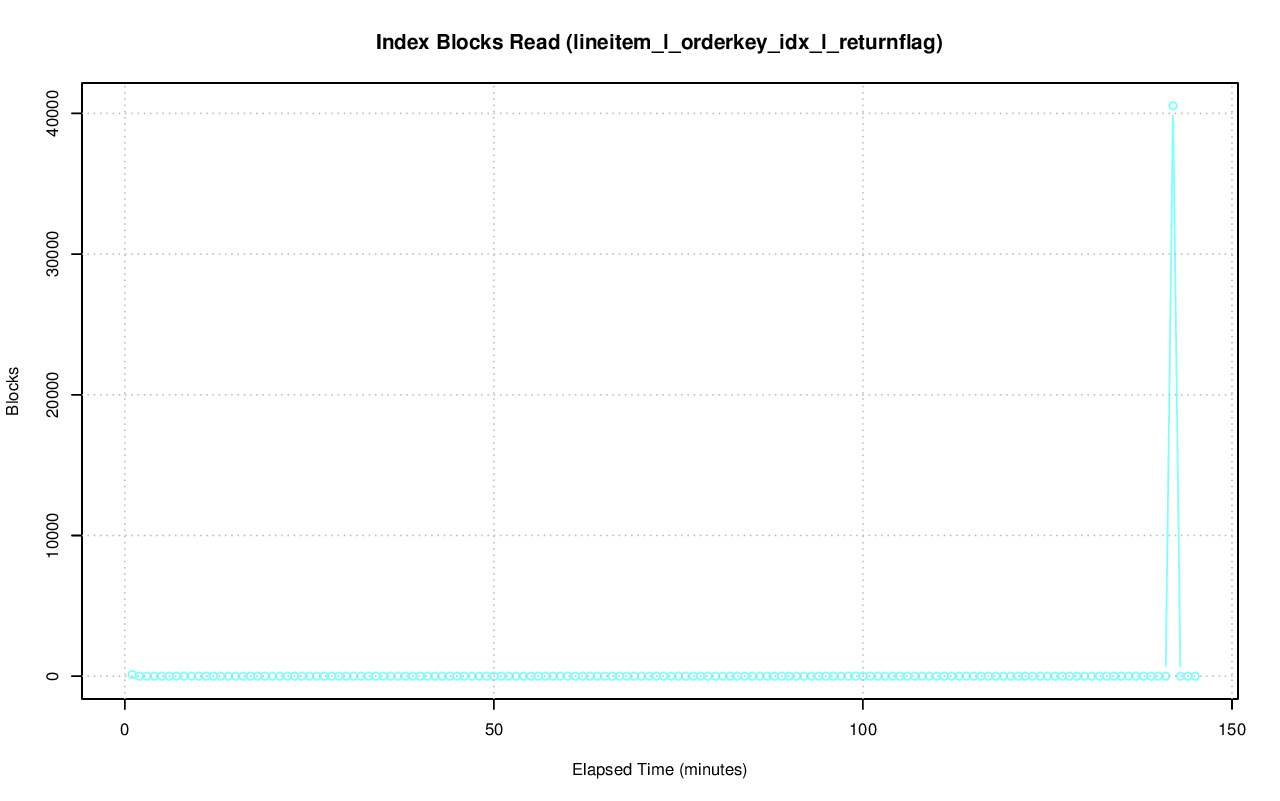 Index Blocks Read (lineitem_l_orderkey_idx_l_returnflag)
40000
30000
20000
10000
0
Blocks
0 50 100 150
Elapsed Time (minutes)